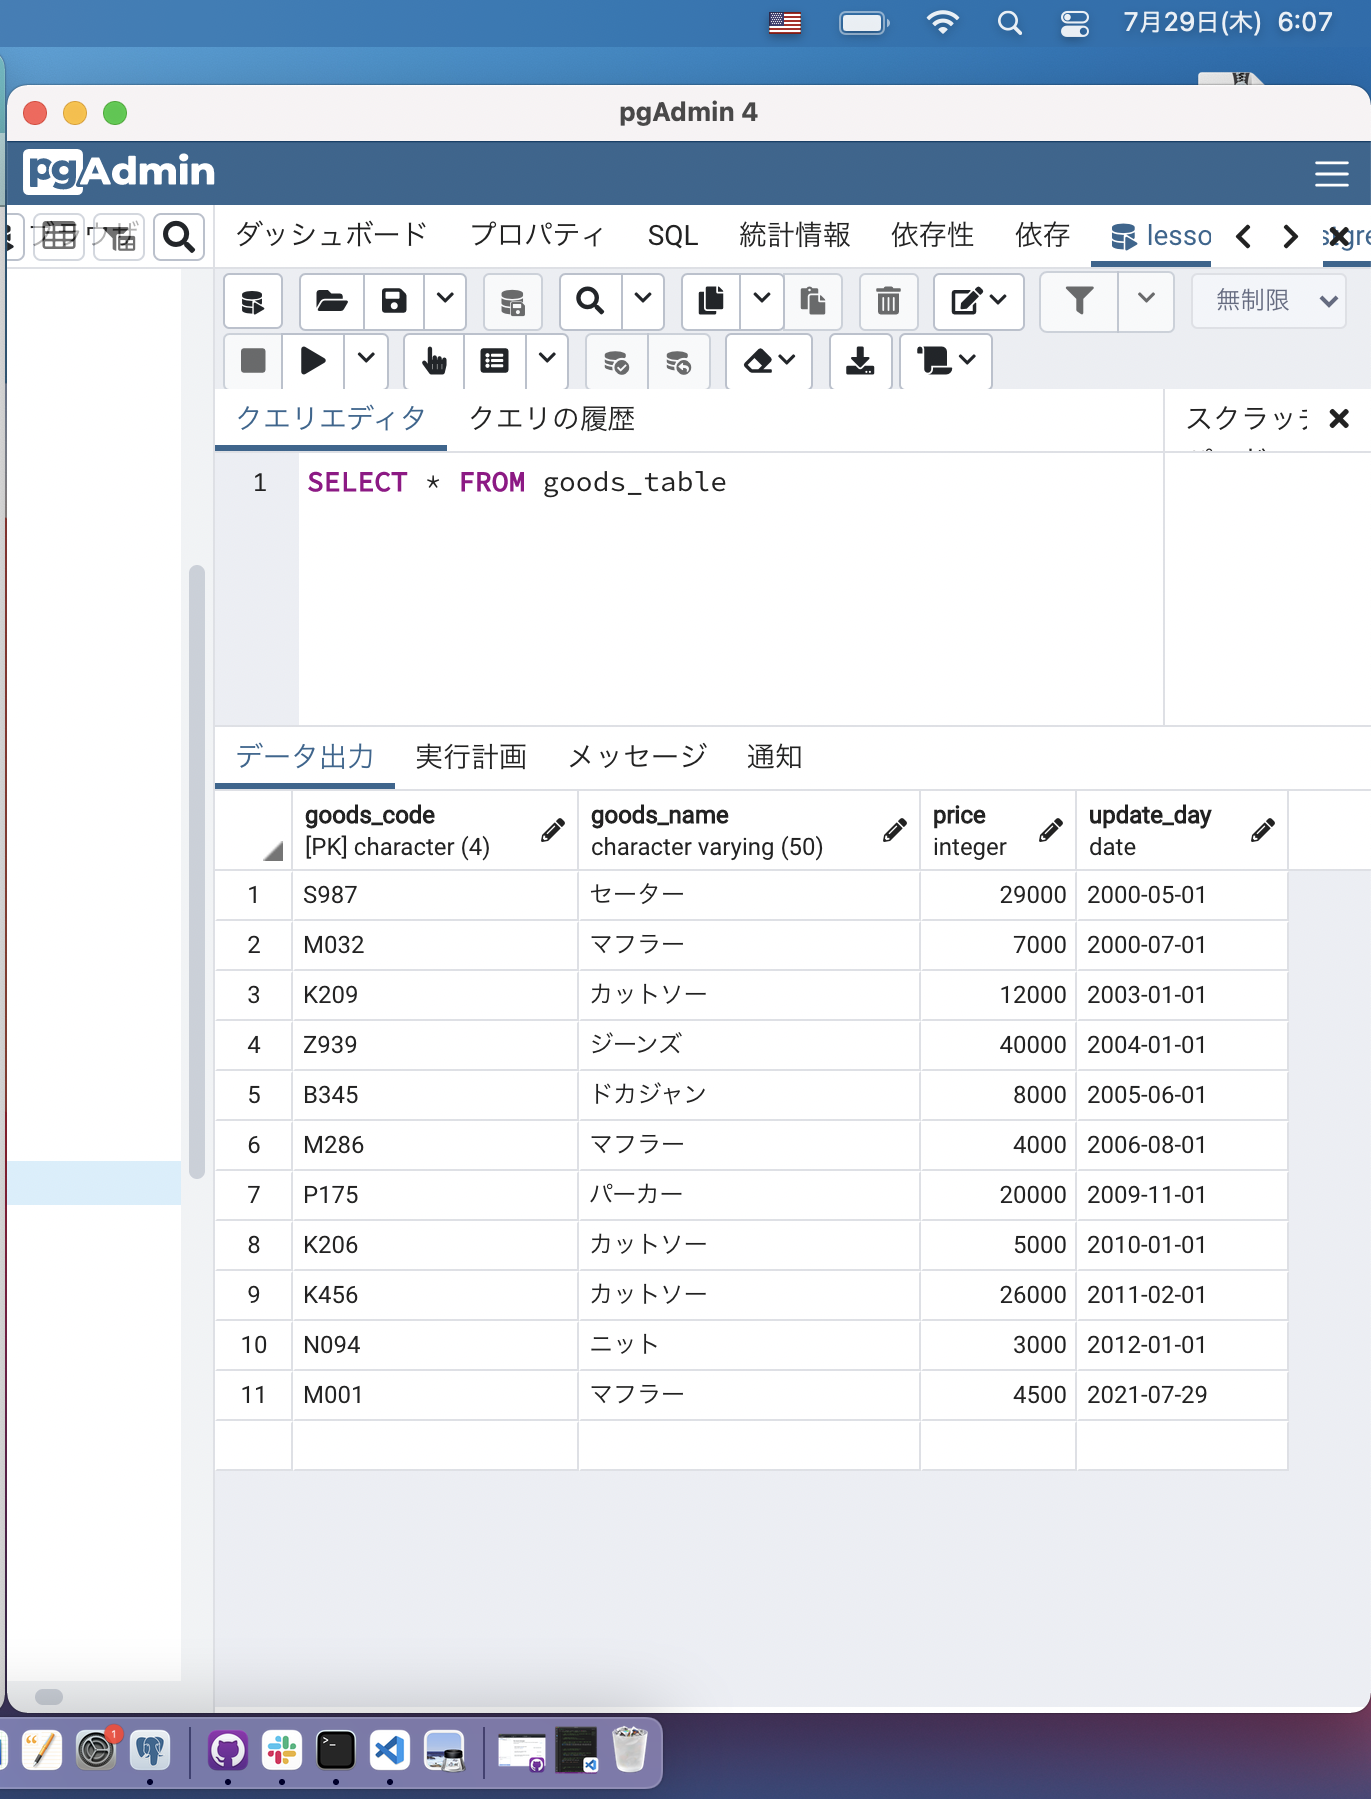 7月29日(木) 6:07
pgAdmin 4
pgAdmin
ダッシュボード プロパティ SQL 統計情報 依存性 依存 lesso
無制限
クエリエディタ クエリの履歴 スクラッチ
1 SELECT * FROM goods_table
データ出力 実行計画 メッセージ 通知
goods_code goods_name price update_day
[PK] character (4) character varying (50) integer date
1 S987 セーター 29000 2000-05-01
2 M032 マフラー 7000 2000-07-01
3 K209 カットソー 12000 2003-01-01
4 Z939 ジーンズ 40000 2004-01-01
5 B345 ドカジャン 8000 2005-06-01
6 M286 マフラー 4000 2006-08-01
7 P175 パーカー 20000 2009-11-01
8 K206 カットソー 5000 2010-01-01
9 K456 カットソー 26000 2011-02-01
10 N094 ニット 3000 2012-01-01
11 M001 マフラー 4500 2021-07-29
1